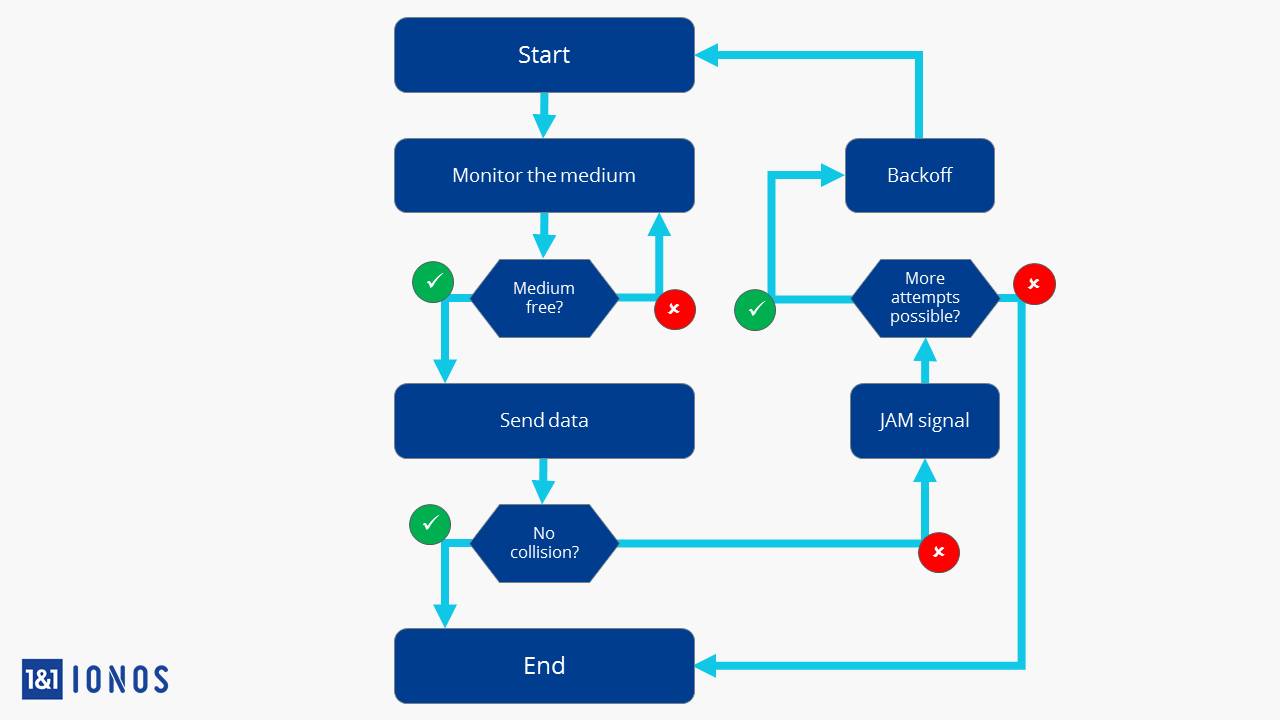 Start
Monitor the medium
Backoff
Medium
free?
More
attempts
possible?
Send data
JAM signal
No
collision?
End
1&1 IONOS